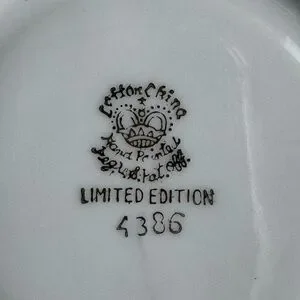 Lefton China
Hand Painted
Reg. U.S. Pat. Off.
LIMITED EDITION
4386